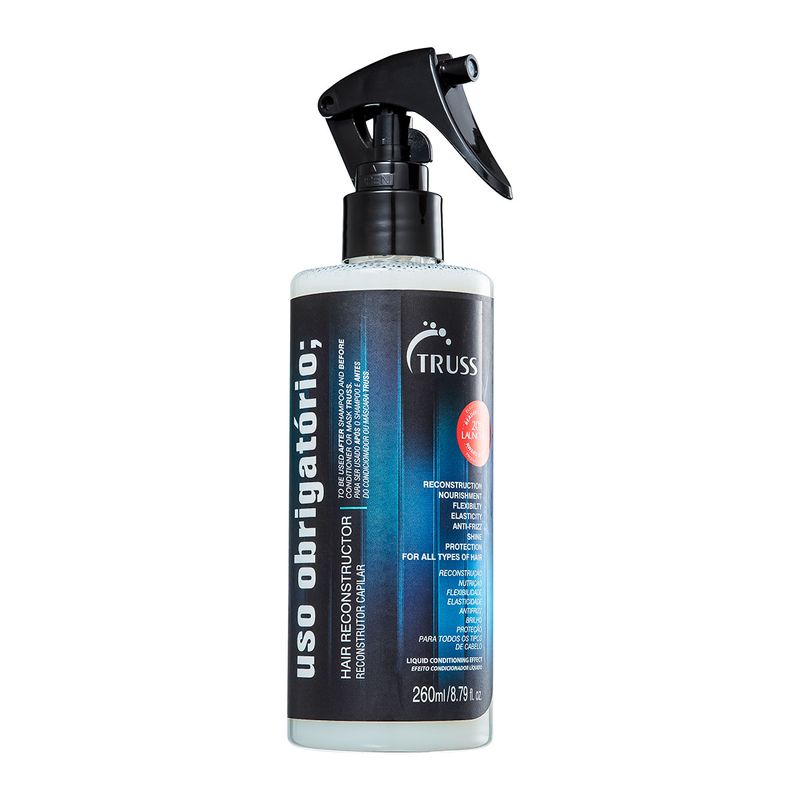 TRUSS
uso obrigatório;
HAIR RECONSTRUCTOR
RECONSTRUTOR CAPILAR
TO BE USED AFTER SHAMPOO AND BEFORE
CONDITIONER OR MASK TRUSS.
PARA SER USADO APÓS O SHAMPOO E ANTES
DO CONDICIONADOR OU MÁSCARA TRUSS.
RECONSTRUCTION
NOURISHMENT
FLEXIBILTY
ELASTICITY
ANTI-FRIZZ
SHINE
PROTECTION
FOR ALL TYPES OF HAIR
RECONSTRUÇÃO
NUTRIÇÃO
FLEXIBILIDADE
ELASTICIDADE
ANTIFRIZZ
BRILHO
PROTEÇÃO
PARA TODOS OS TIPOS
DE CABELO
LIQUID CONDITIONING EFFECT
EFEITO CONDICIONADOR LÍQUIDO
260ml/8.79 fl. oz.